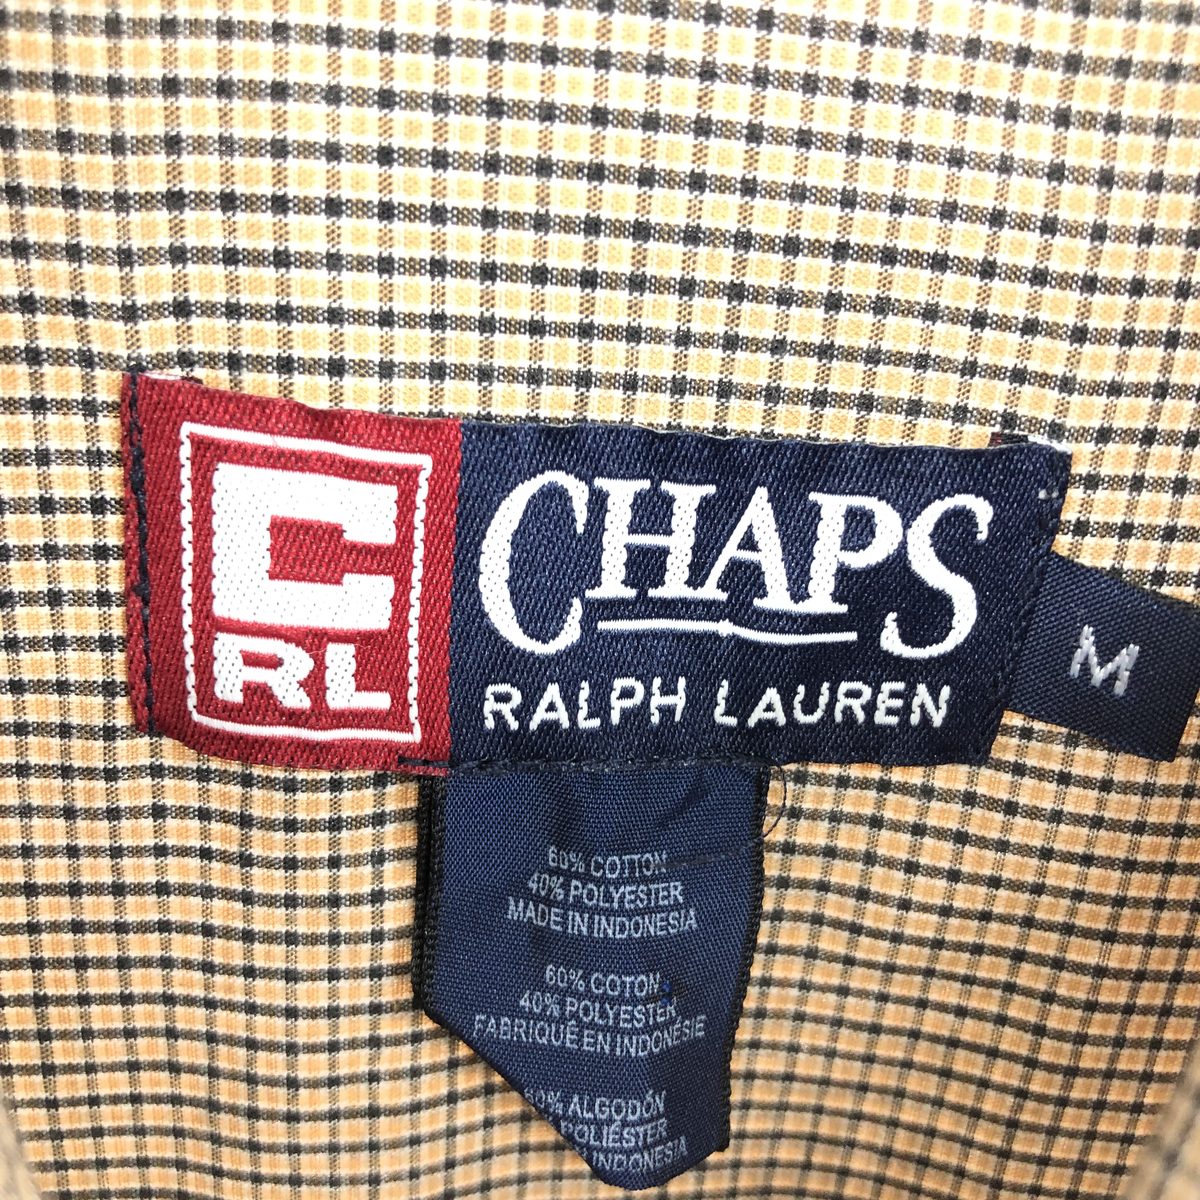 C
RL
CHAPS
RALPH LAUREN
M
60% COTTON
40% POLYESTER
MADE IN INDONESIA
60% COTON
40% POLYESTER
FABRIQUÉ EN INDONESIE
ALGODÓN
POLIÉSTER
INDONESIA